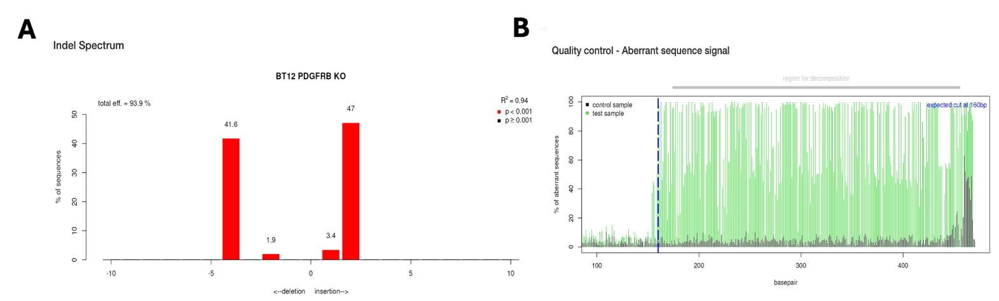 A
Indel Spectrum
BT12 PDGFRB KO
total eff. = 93.9 %
R2 = 0.94
p < 0.001
p ≥ 0.001
% of sequences
50
40
30
20
10
0
41.6
1.9
3.4
47
-10 -5 0 5 10
<--deletion insertion-->
B
Quality control - Aberrant sequence signal
region for decomposition
control sample
test sample
expected cut at 160bp
% of aberrant sequences
100
80
60
40
20
0
100 200 300 400
basepair